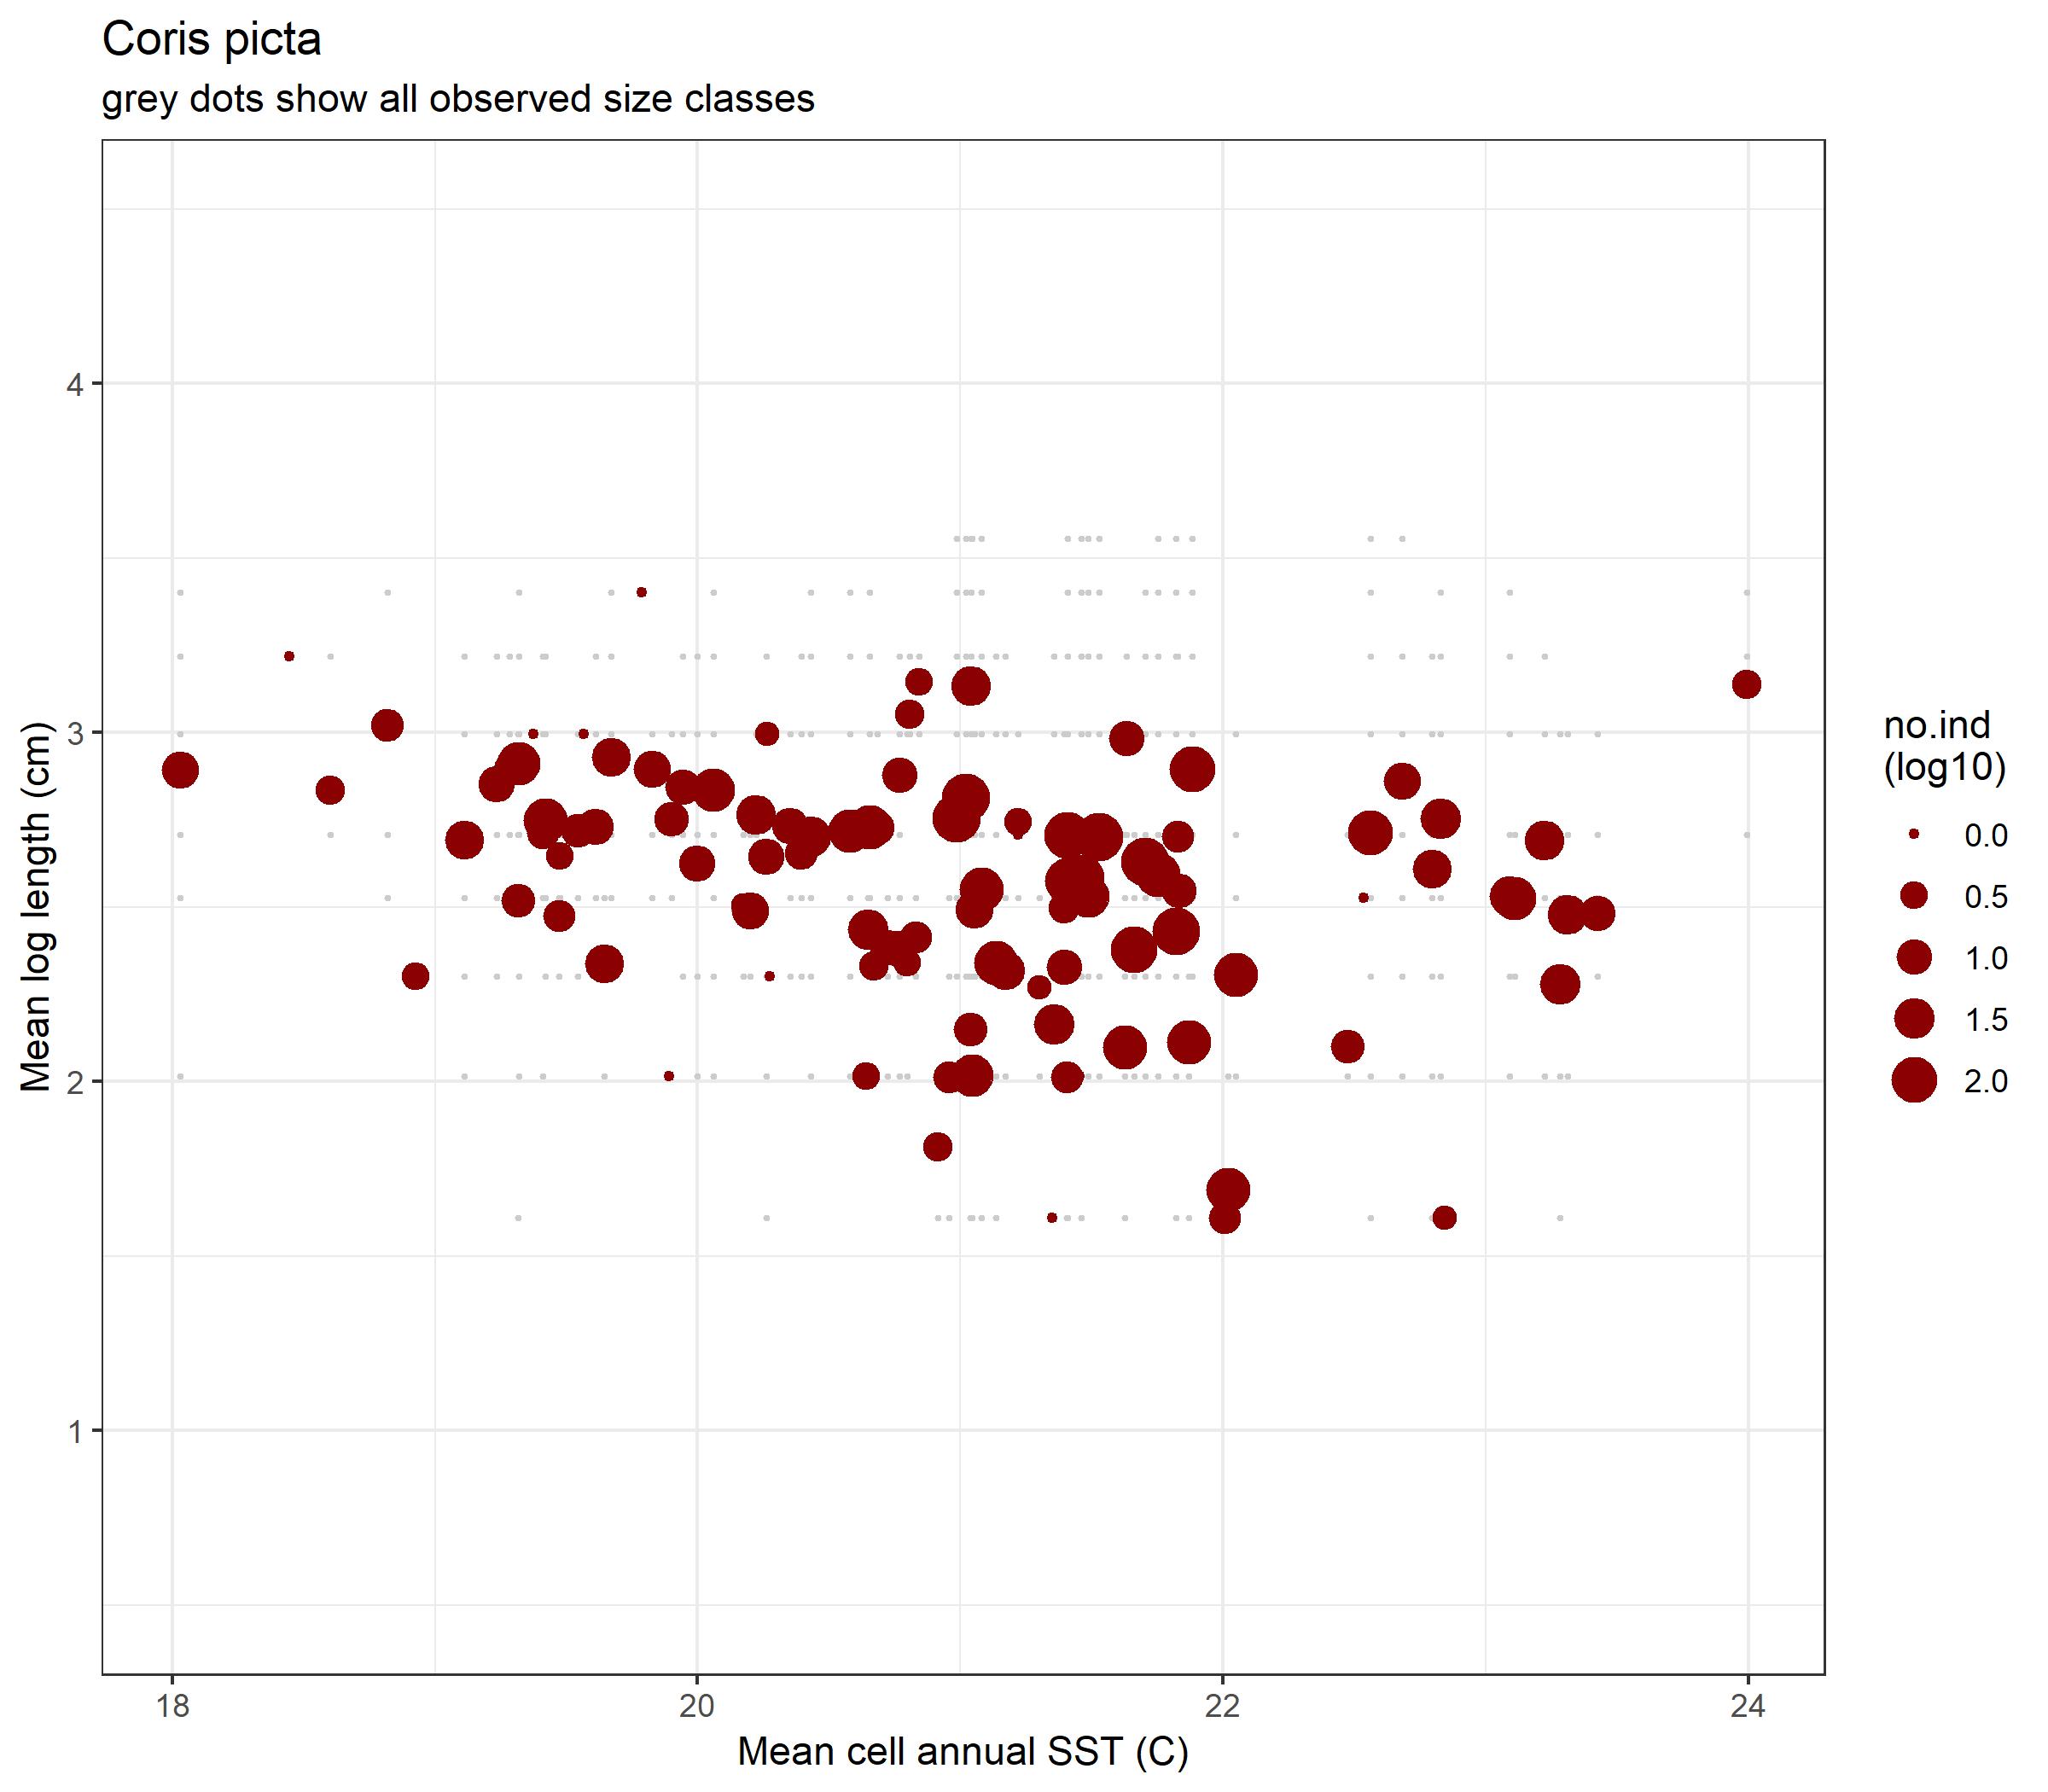 Coris picta
grey dots show all observed size classes
Mean log length (cm)
4
3
2
1
18
20
22
24
Mean cell annual SST (C)
no.ind
(log10)
0.0
0.5
1.0
1.5
2.0